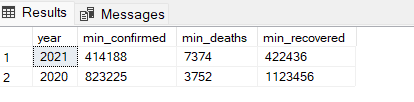 Results Messages
year min_confirmed min_deaths min_recovered
1 2021 414188 7374 422436
2 2020 823225 3752 1123456